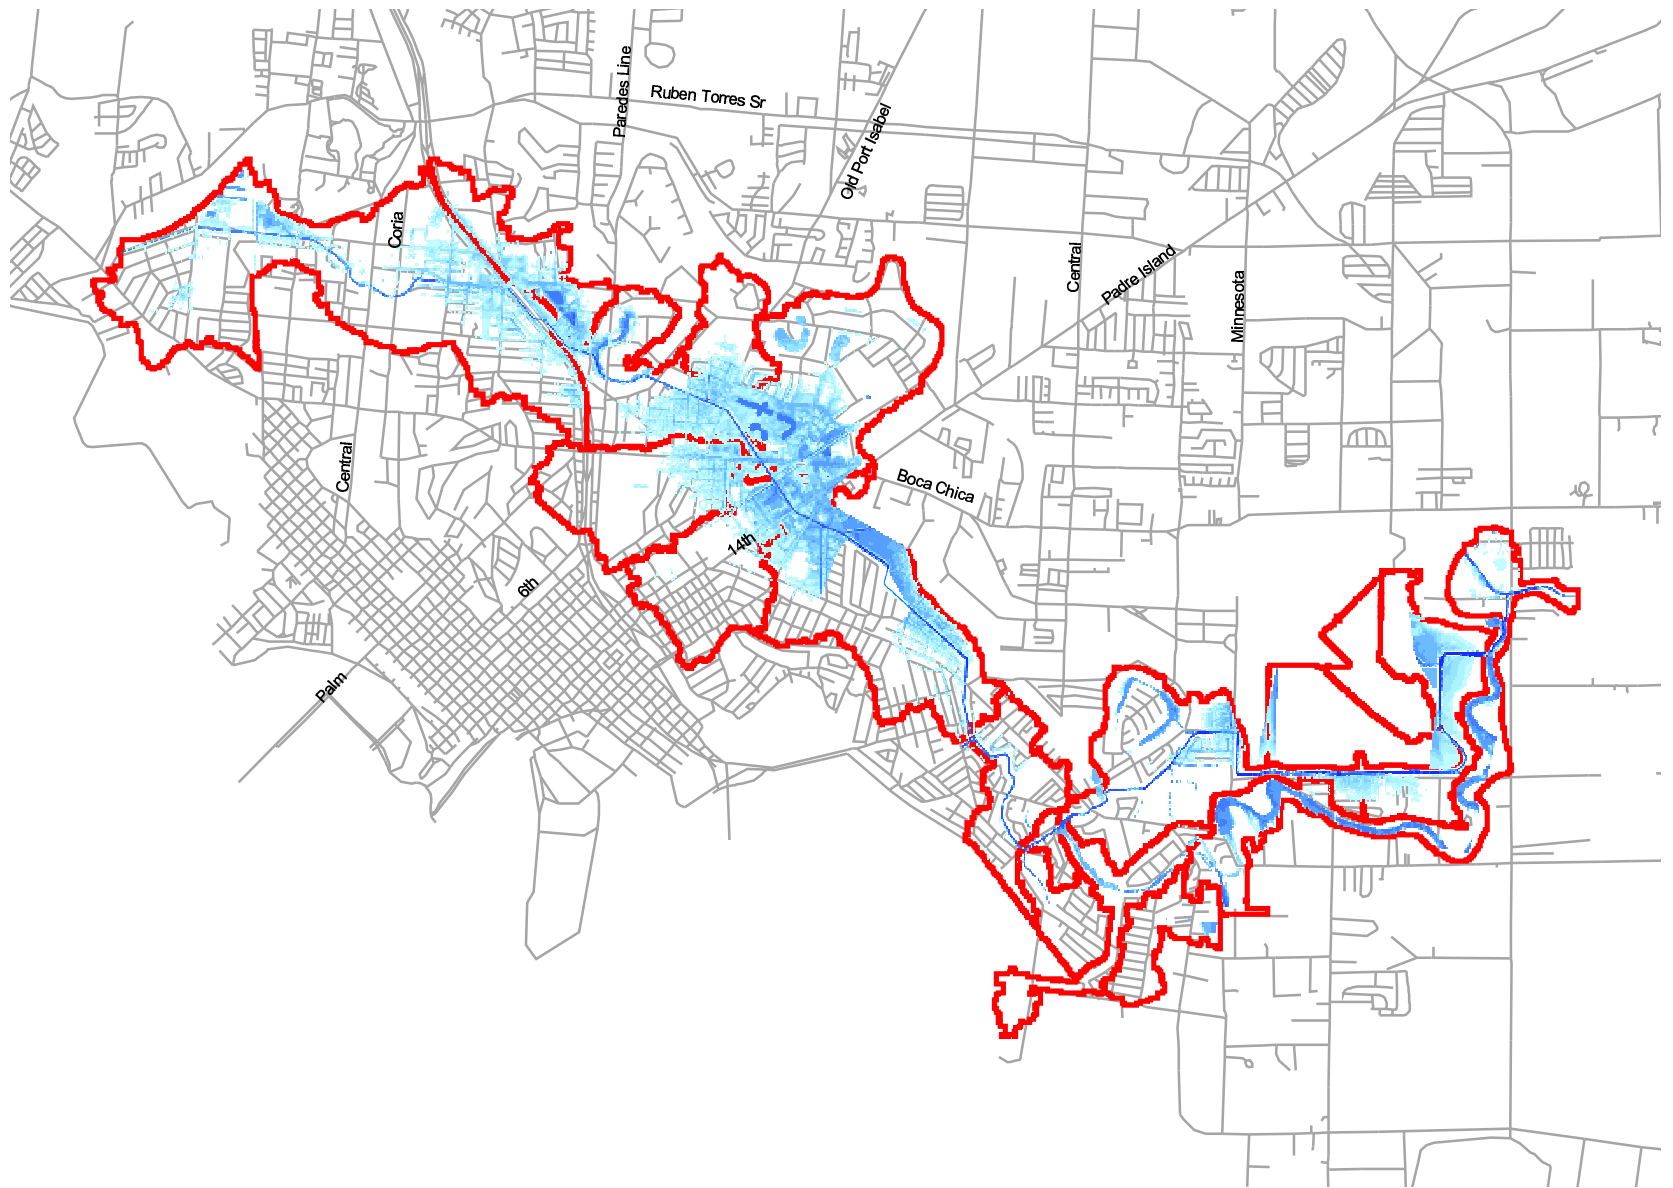 Paredes Line
Ruben Torres Sr
Old Port Isabel
Coria
Central
Padre Island
Minnesota
Central
Boca Chica
14th
6th
Palm